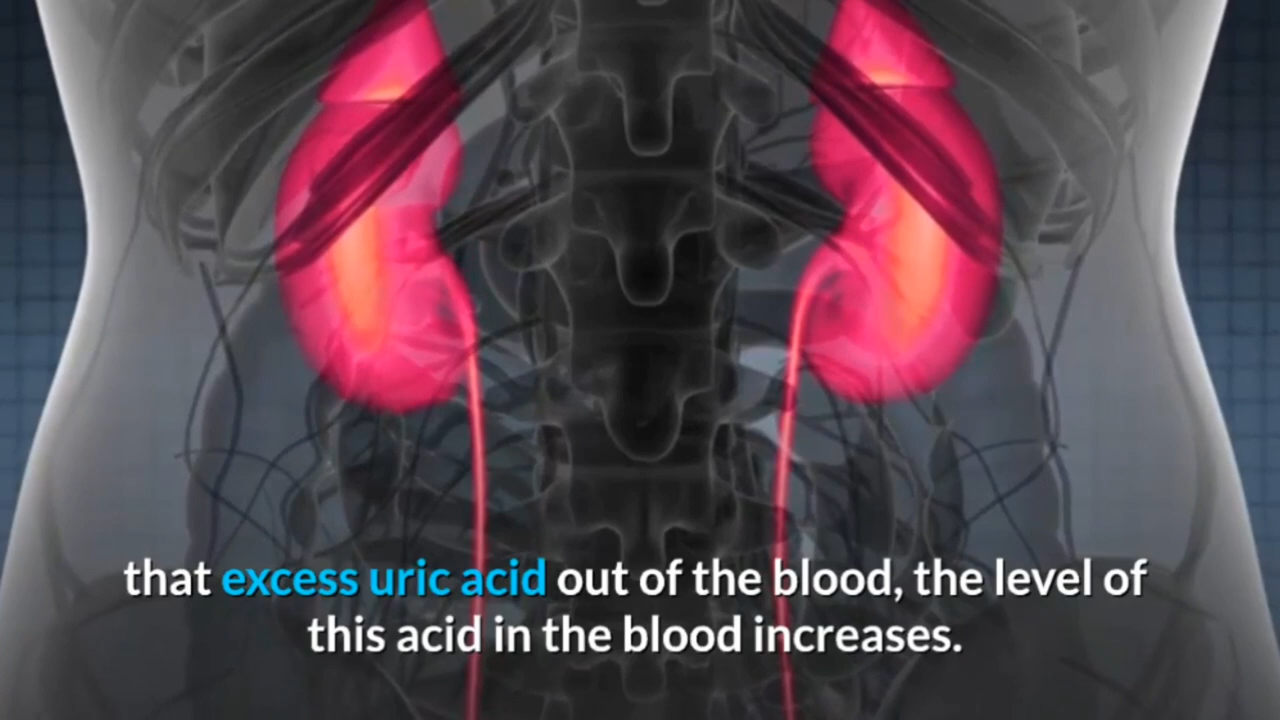 that excess uric acid out of the blood, the level of
this acid in the blood increases.